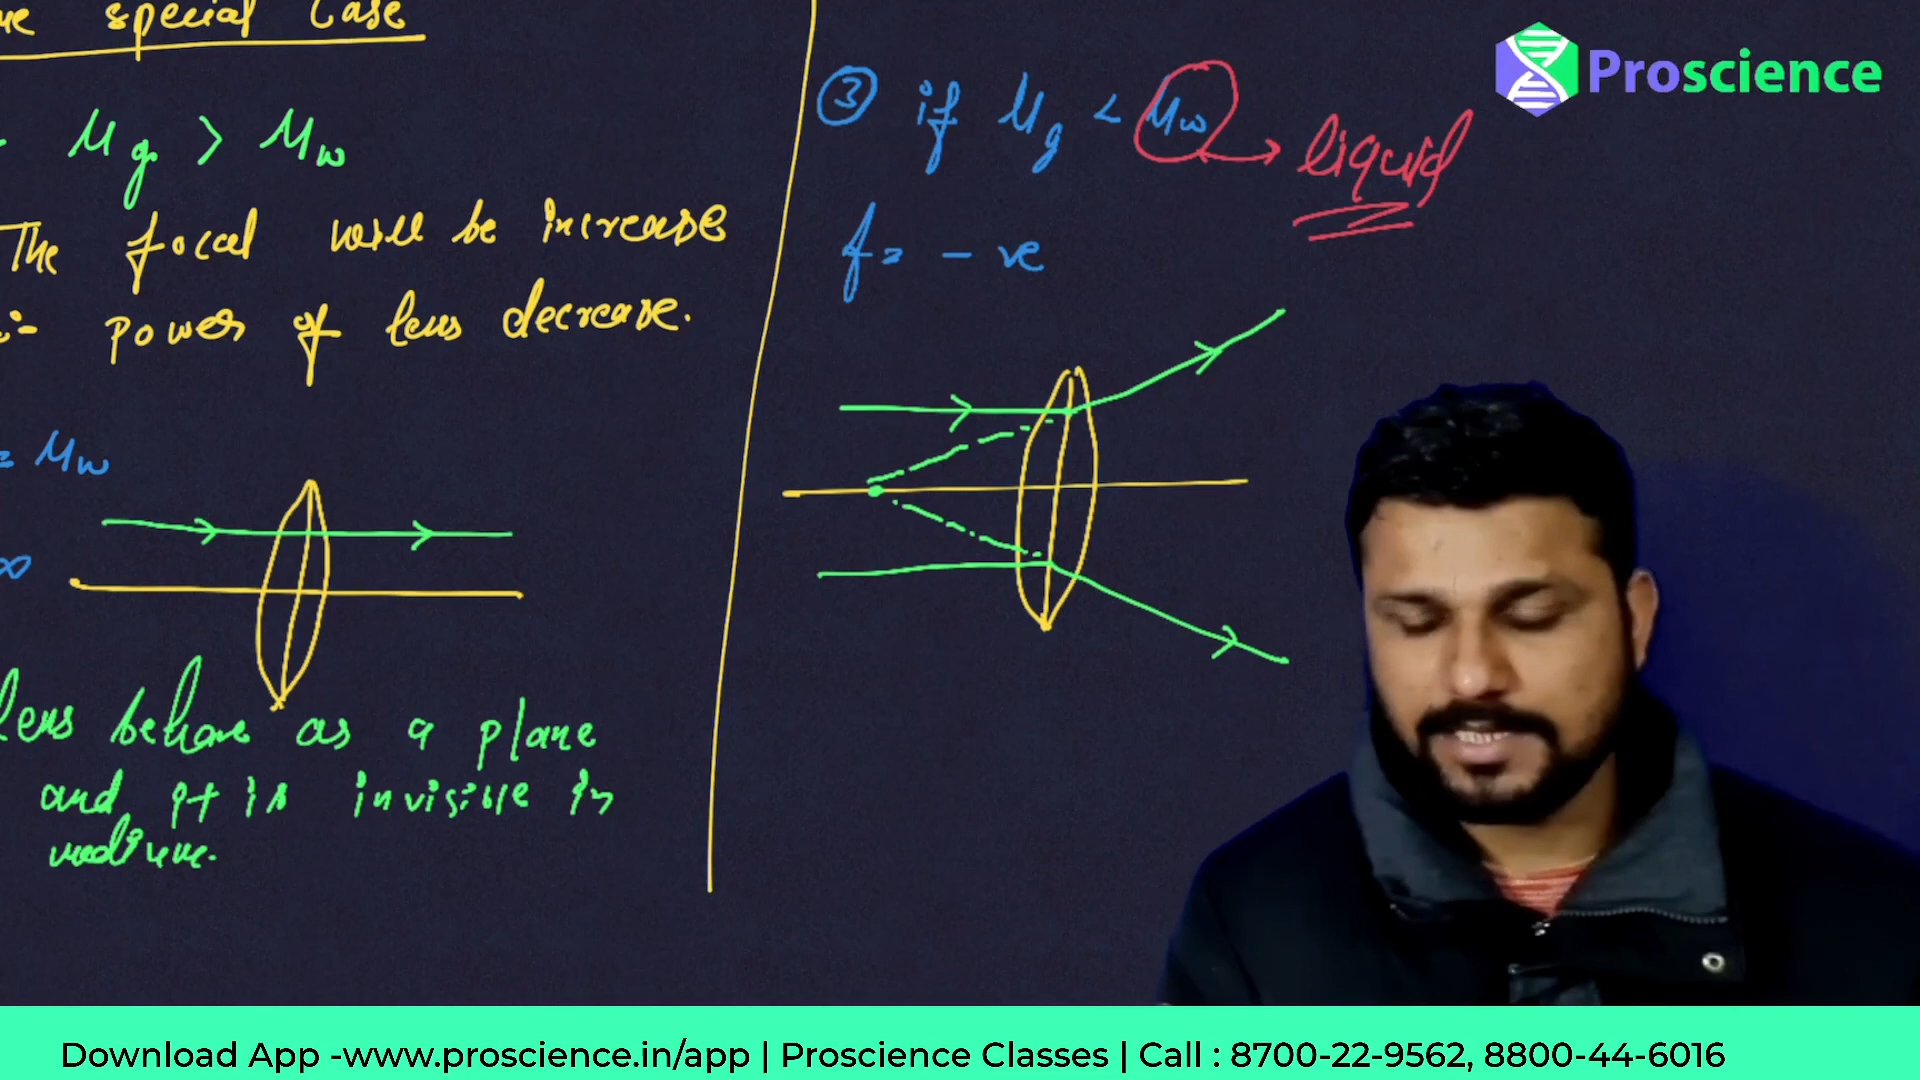 special Case
μg > μw
The focal will be increase
power of lens decrease.
= μw
∞
lens behave as a plane
and it is invisible in
medium.
③ if μg < μw → liquid
f = - ve
Proscience
Download App -www.proscience.in/app | Proscience Classes | Call : 8700-22-9562, 8800-44-6016